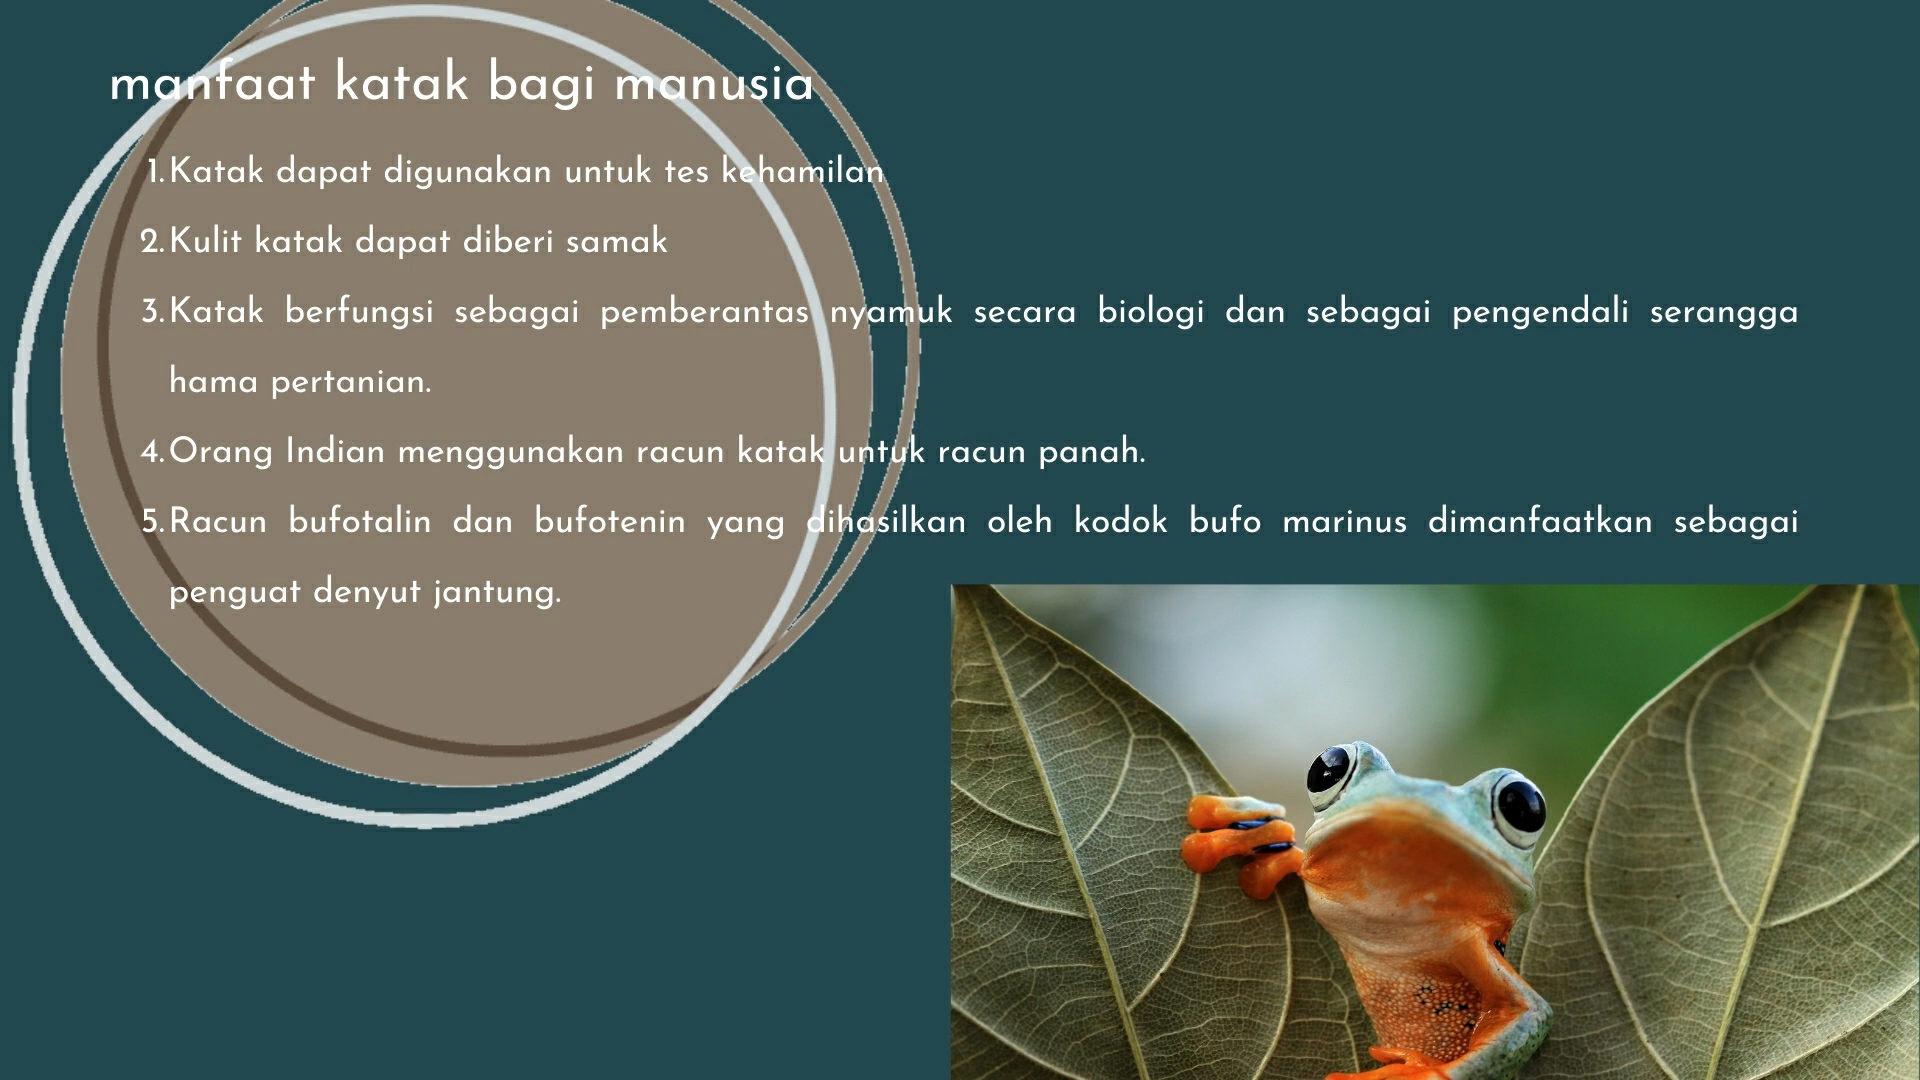 manfaat katak bagi manusia
1. Katak dapat digunakan untuk tes kehamilan
2. Kulit katak dapat diberi samak
3. Katak berfungsi sebagai pemberantas nyamuk secara biologi dan sebagai pengendali serangga
hama pertanian.
4. Orang Indian menggunakan racun katak untuk racun panah.
5. Racun bufotalin dan bufotenin yang dihasilkan oleh kodok bufo marinus dimanfaatkan sebagai
penguat denyut jantung.